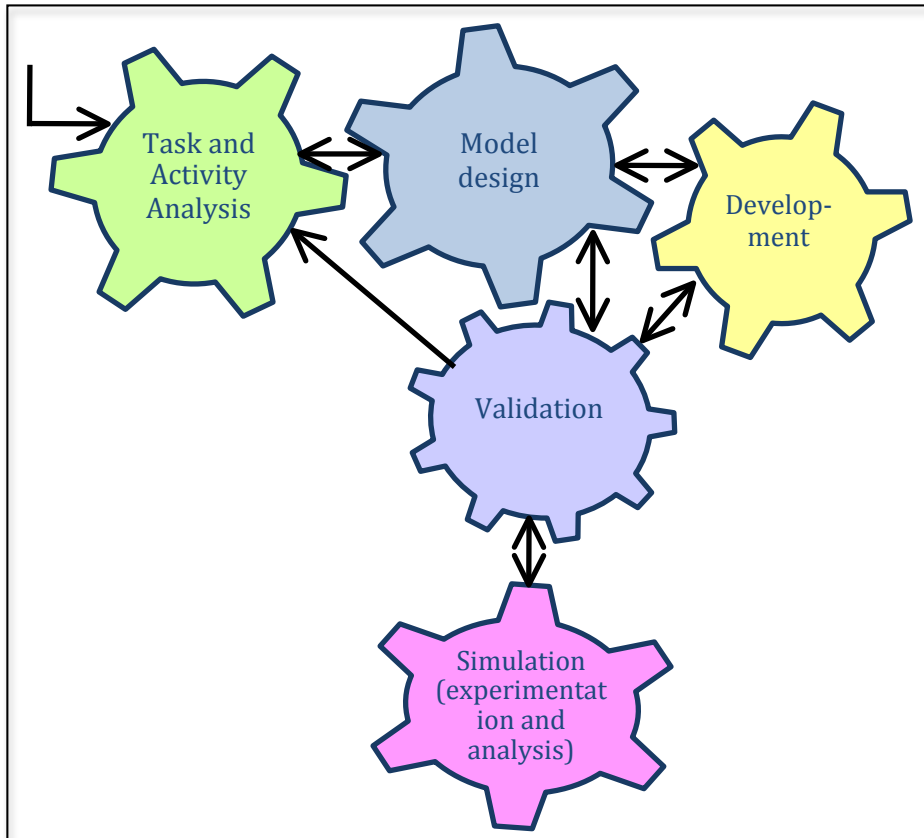 Task and
Activity
Analysis
Model
design
Develop-
ment
Validation
Simulation
(experimentat
ion and
analysis)